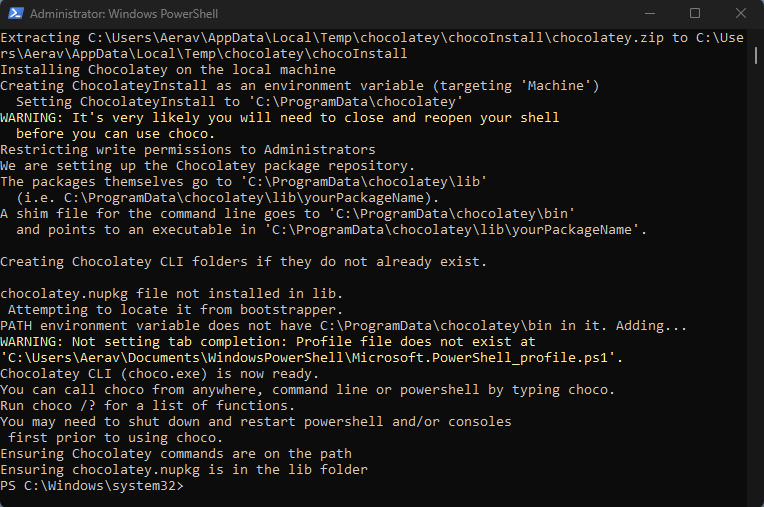 Administrator: Windows PowerShell
Extracting C:\Users\Aerav\AppData\Local\Temp\chocolatey\chocoInstall\chocolatey.zip to C:\Use
rs\Aerav\AppData\Local\Temp\chocolatey\chocoInstall
Installing Chocolatey on the local machine
Creating ChocolateyInstall as an environment variable (targeting 'Machine')
  Setting ChocolateyInstall to 'C:\ProgramData\chocolatey'
WARNING: It's very likely you will need to close and reopen your shell
  before you can use choco.
Restricting write permissions to Administrators
We are setting up the Chocolatey package repository.
The packages themselves go to 'C:\ProgramData\chocolatey\lib'
  (i.e. C:\ProgramData\chocolatey\lib\yourPackageName).
A shim file for the command line goes to 'C:\ProgramData\chocolatey\bin'
  and points to an executable in 'C:\ProgramData\chocolatey\lib\yourPackageName'.

Creating Chocolatey CLI folders if they do not already exist.

chocolatey.nupkg file not installed in lib.
 Attempting to locate it from bootstrapper.
PATH environment variable does not have C:\ProgramData\chocolatey\bin in it. Adding...
WARNING: Not setting tab completion: Profile file does not exist at
'C:\Users\Aerav\Documents\WindowsPowerShell\Microsoft.PowerShell_profile.ps1'.
Chocolatey CLI (choco.exe) is now ready.
You can call choco from anywhere, command line or powershell by typing choco.
Run choco /? for a list of functions.
You may need to shut down and restart powershell and/or consoles
 first prior to using choco.
Ensuring Chocolatey commands are on the path
Ensuring chocolatey.nupkg is in the lib folder
PS C:\Windows\system32>